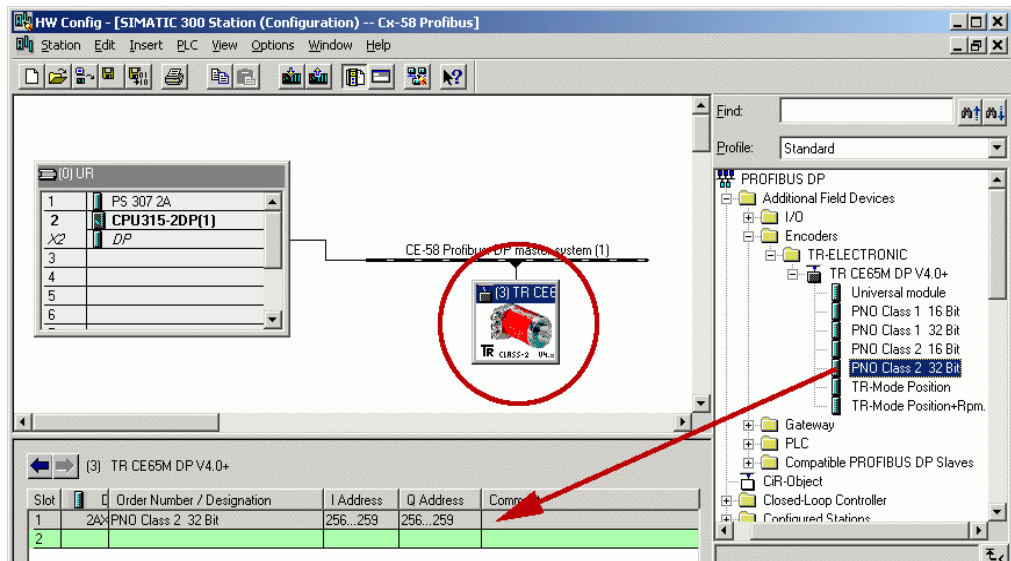 HW Config - [SIMATIC 300 Station (Configuration) -- Cx-58 Profibus]
Station Edit Insert PLC View Options Window Help
Find:
Profile: Standard
(0) UR
1 PS 307 2A
2 CPU315-2DP(1)
X2 DP
3
4
5
6
CE-58 Profibus: DP master system (1)
(3) TR CE6
TR CLASS-2 V4.x
PROFIBUS DP
Additional Field Devices
I/O
Encoders
TR-ELECTRONIC
TR CE65M DP V4.0+
Universal module
PNO Class 1 16 Bit
PNO Class 1 32 Bit
PNO Class 2 16 Bit
PNO Class 2 32 Bit
TR-Mode Position
TR-Mode Position+Rpm.
Gateway
PLC
Compatible PROFIBUS DP Slaves
CiR-Object
Closed-Loop Controller
Configured Stations
(3) TR CE65M DP V4.0+
Slot D Order Number / Designation I Address Q Address Comment
1 2AX PNO Class 2 32 Bit 256...259 256...259
2